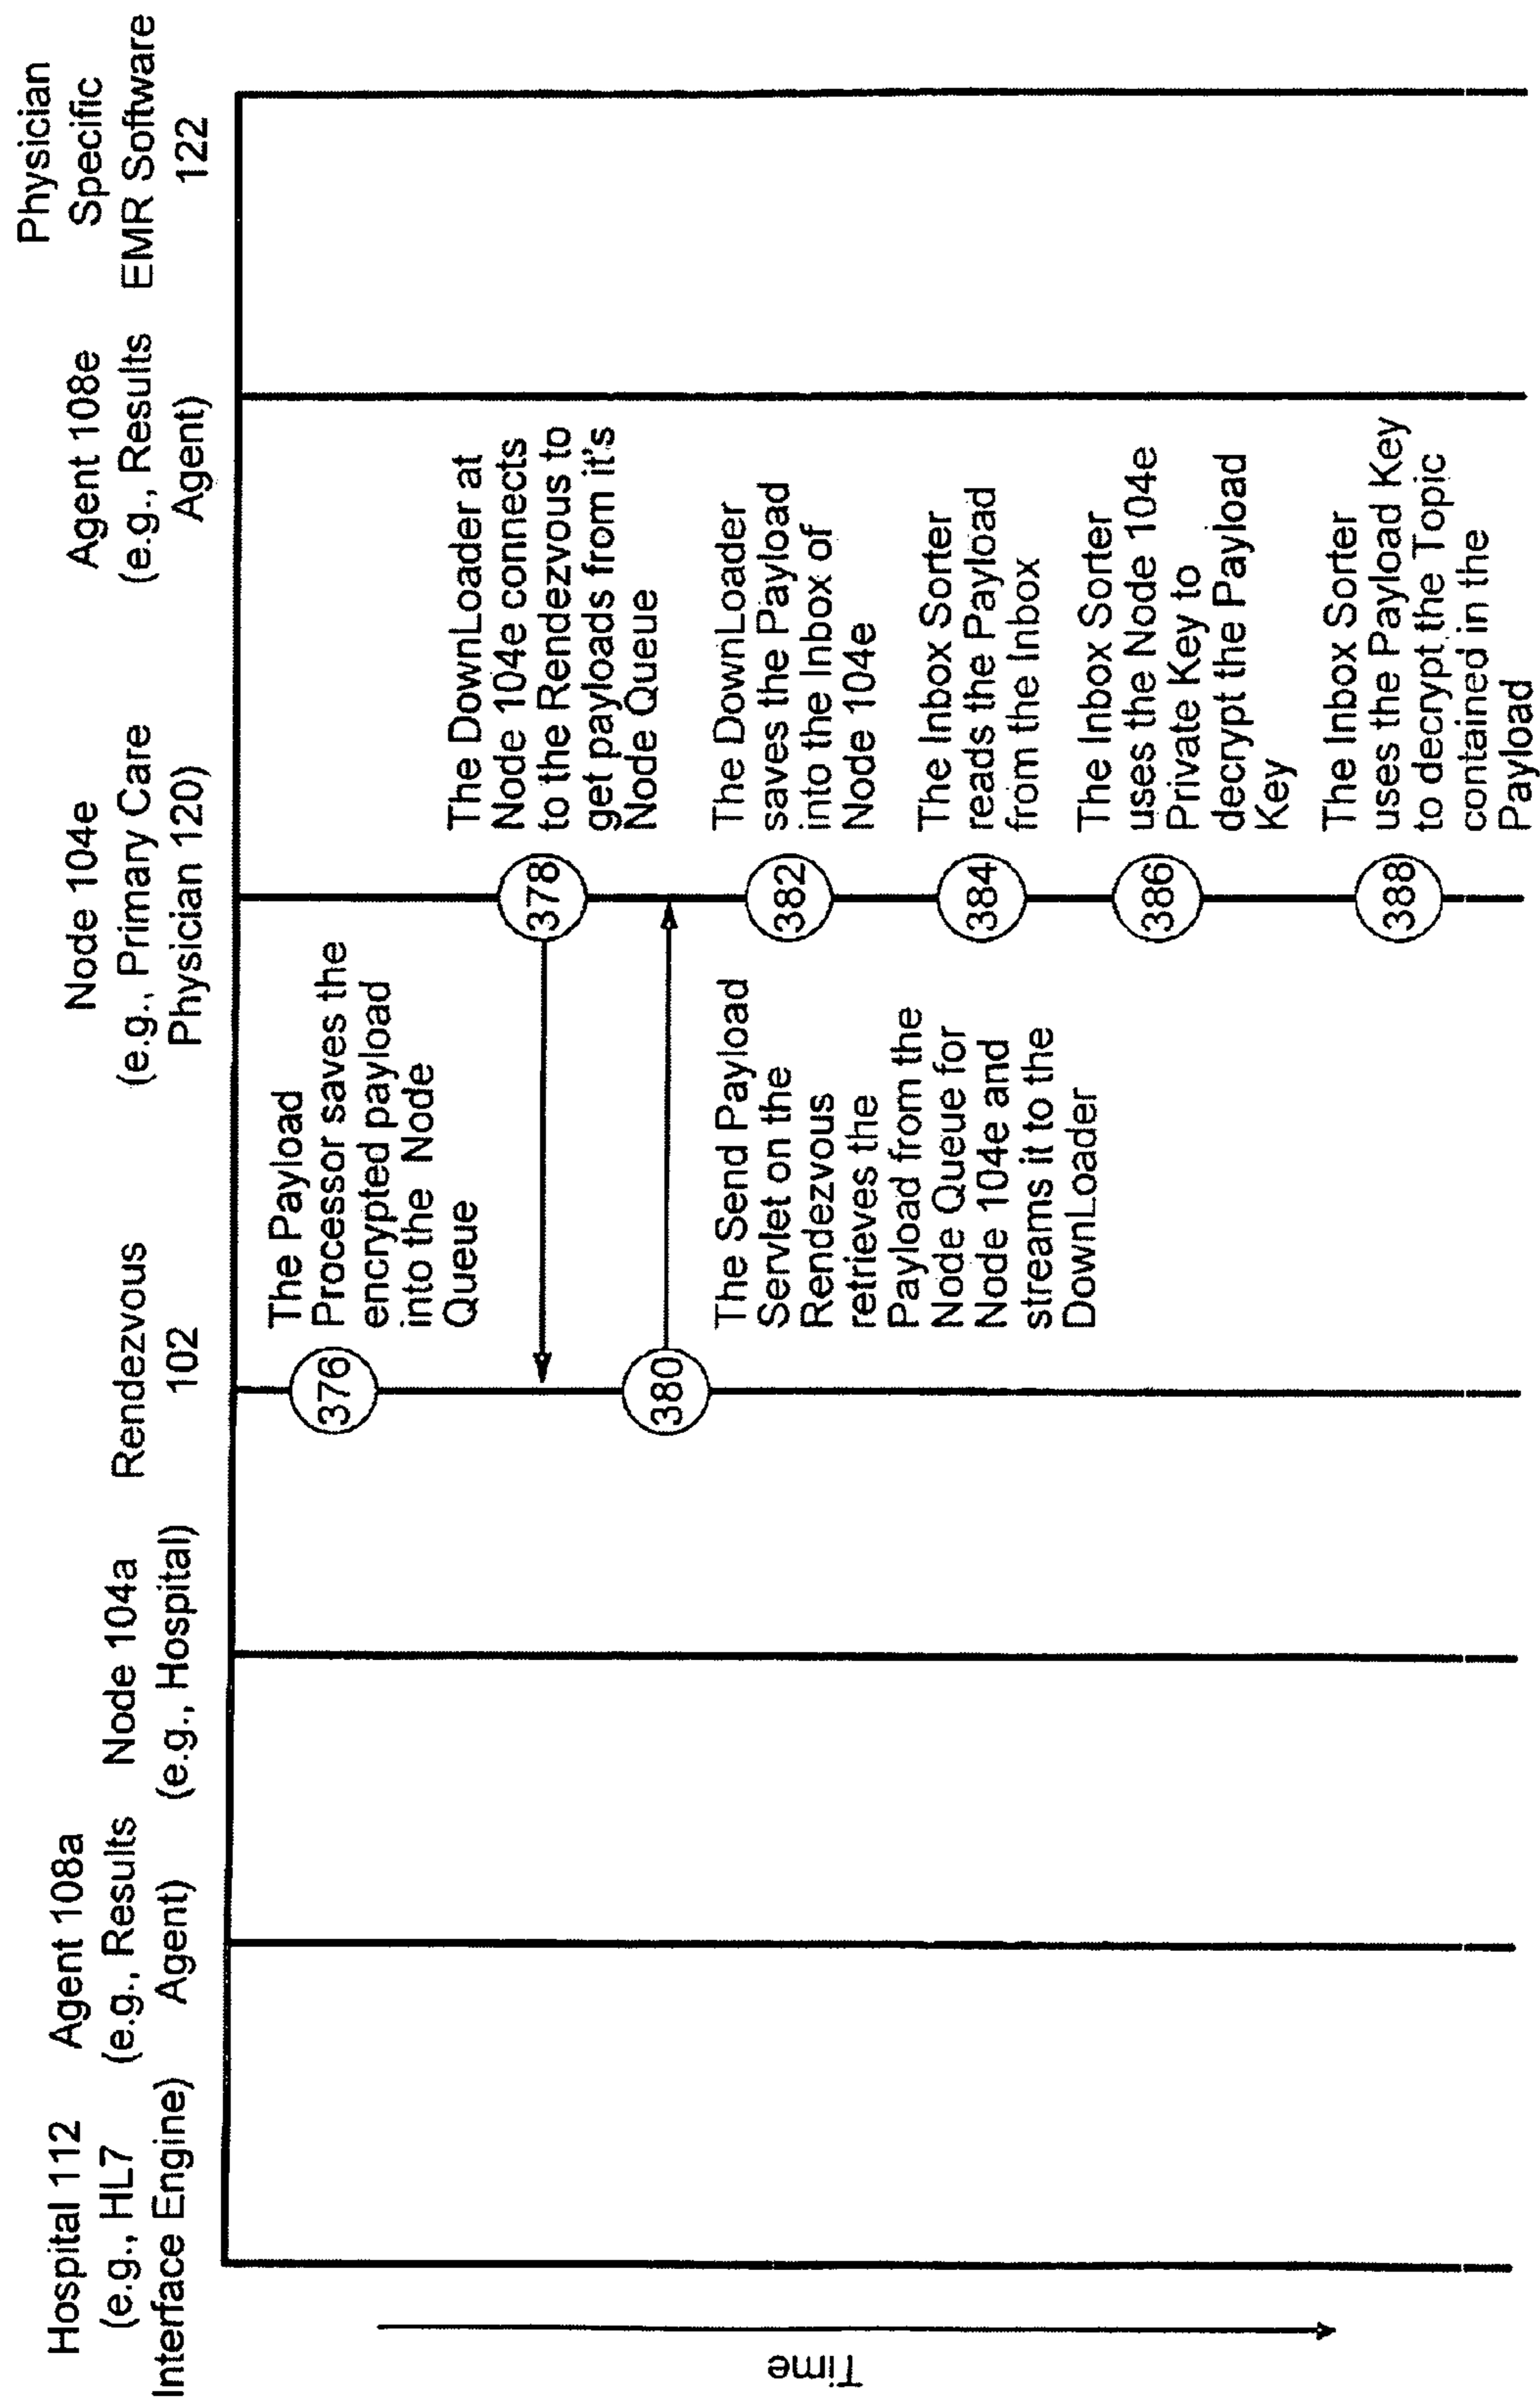 Hospital 112
(e.g., HL7
Interface Engine)
Agent 108a
(e.g., Results
Agent)
Node 104a
(e.g., Hospital)
Rendezvous
102
Node 104e
(e.g., Primary Care
Physician 120)
Agent 108e
(e.g., Results
Agent)
Physician
Specific
EMR Software
122
Time
376
The Payload
Processor saves the
encrypted payload
into the Node
Queue
378
The DownLoader at
Node 104e connects
to the Rendezvous to
get payloads from it's
Node Queue
380
The Send Payload
Servlet on the
Rendezvous
retrieves the
Payload from the
Node Queue for
Node 104e and
streams it to the
DownLoader
382
The DownLoader
saves the Payload
into the Inbox of
Node 104e
384
The Inbox Sorter
reads the Payload
from the Inbox
386
The Inbox Sorter
uses the Node 104e
Private Key to
decrypt the Payload
Key
388
The Inbox Sorter
uses the Payload Key
to decrypt the Topic
contained in the
Payload